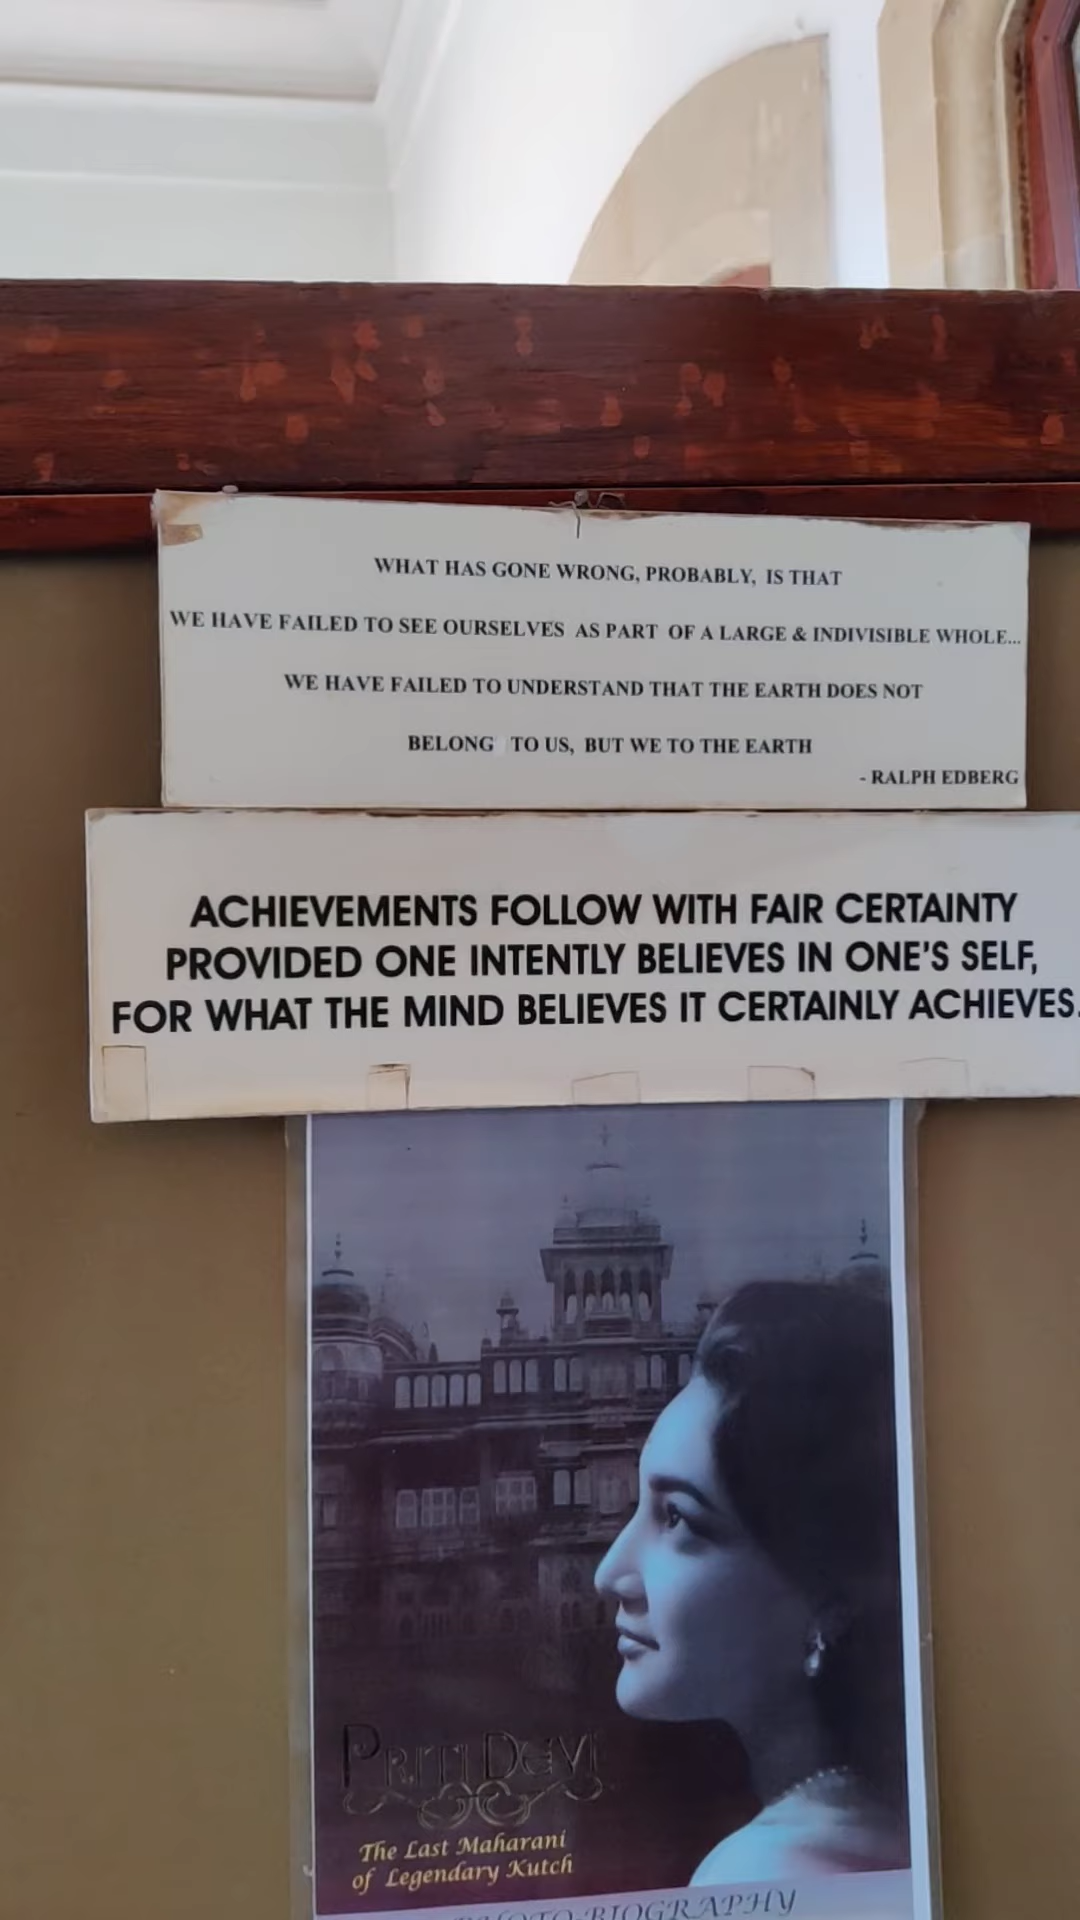 WHAT HAS GONE WRONG, PROBABLY, IS THAT
WE HAVE FAILED TO SEE OURSELVES AS PART OF A LARGE & INDIVISIBLE WHOLE...
WE HAVE FAILED TO UNDERSTAND THAT THE EARTH DOES NOT
BELONG TO US, BUT WE TO THE EARTH
- RALPH EDBERG
ACHIEVEMENTS FOLLOW WITH FAIR CERTAINTY
PROVIDED ONE INTENTLY BELIEVES IN ONE'S SELF,
FOR WHAT THE MIND BELIEVES IT CERTAINLY ACHIEVES.
PRITI DEVI
The Last Maharani
of Legendary Kutch
PHOTO-BIOGRAPHY